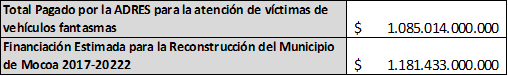 Total Pagado por la ADRES para la atención de víctimas de
vehículos fantasmas $ 1.085.014.000.000
Financiación Estimada para la Reconstrucción del Municipio
de Mocoa 2017-20222 $ 1.181.433.000.000